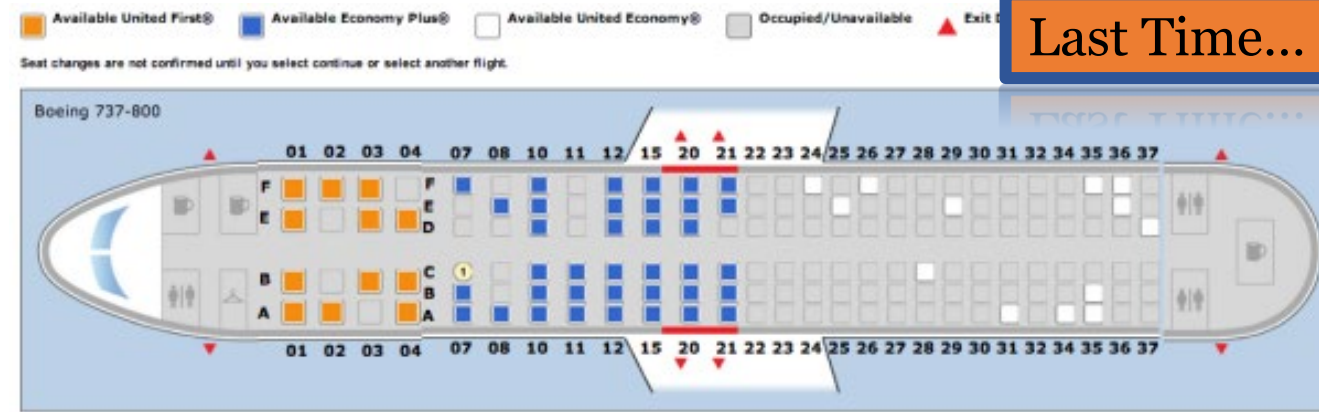 Available United First® Available Economy Plus® Available United Economy® Occupied/Unavailable Exit
Last Time...
Seat changes are not confirmed until you select continue or select another flight.
Boeing 737-800
01 02 03 04 07 08 10 11 12 15 20 21 22 23 24 25 26 27 28 29 30 31 32 34 35 36 37
F F
E E
D
C 1
B B
A A
01 02 03 04 07 08 10 11 12 15 20 21 22 23 24 25 26 27 28 29 30 31 32 34 35 36 37